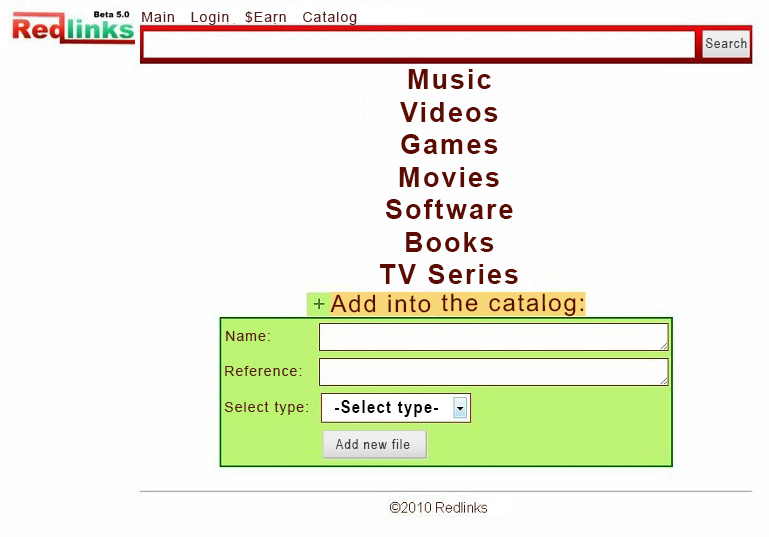 Beta 5.0
Redlinks
Main Login $Earn Catalog
Search
Music
Videos
Games
Movies
Software
Books
TV Series
+ Add into the catalog:
Name:
Reference:
Select type: -Select type-
Add new file
©2010 Redlinks